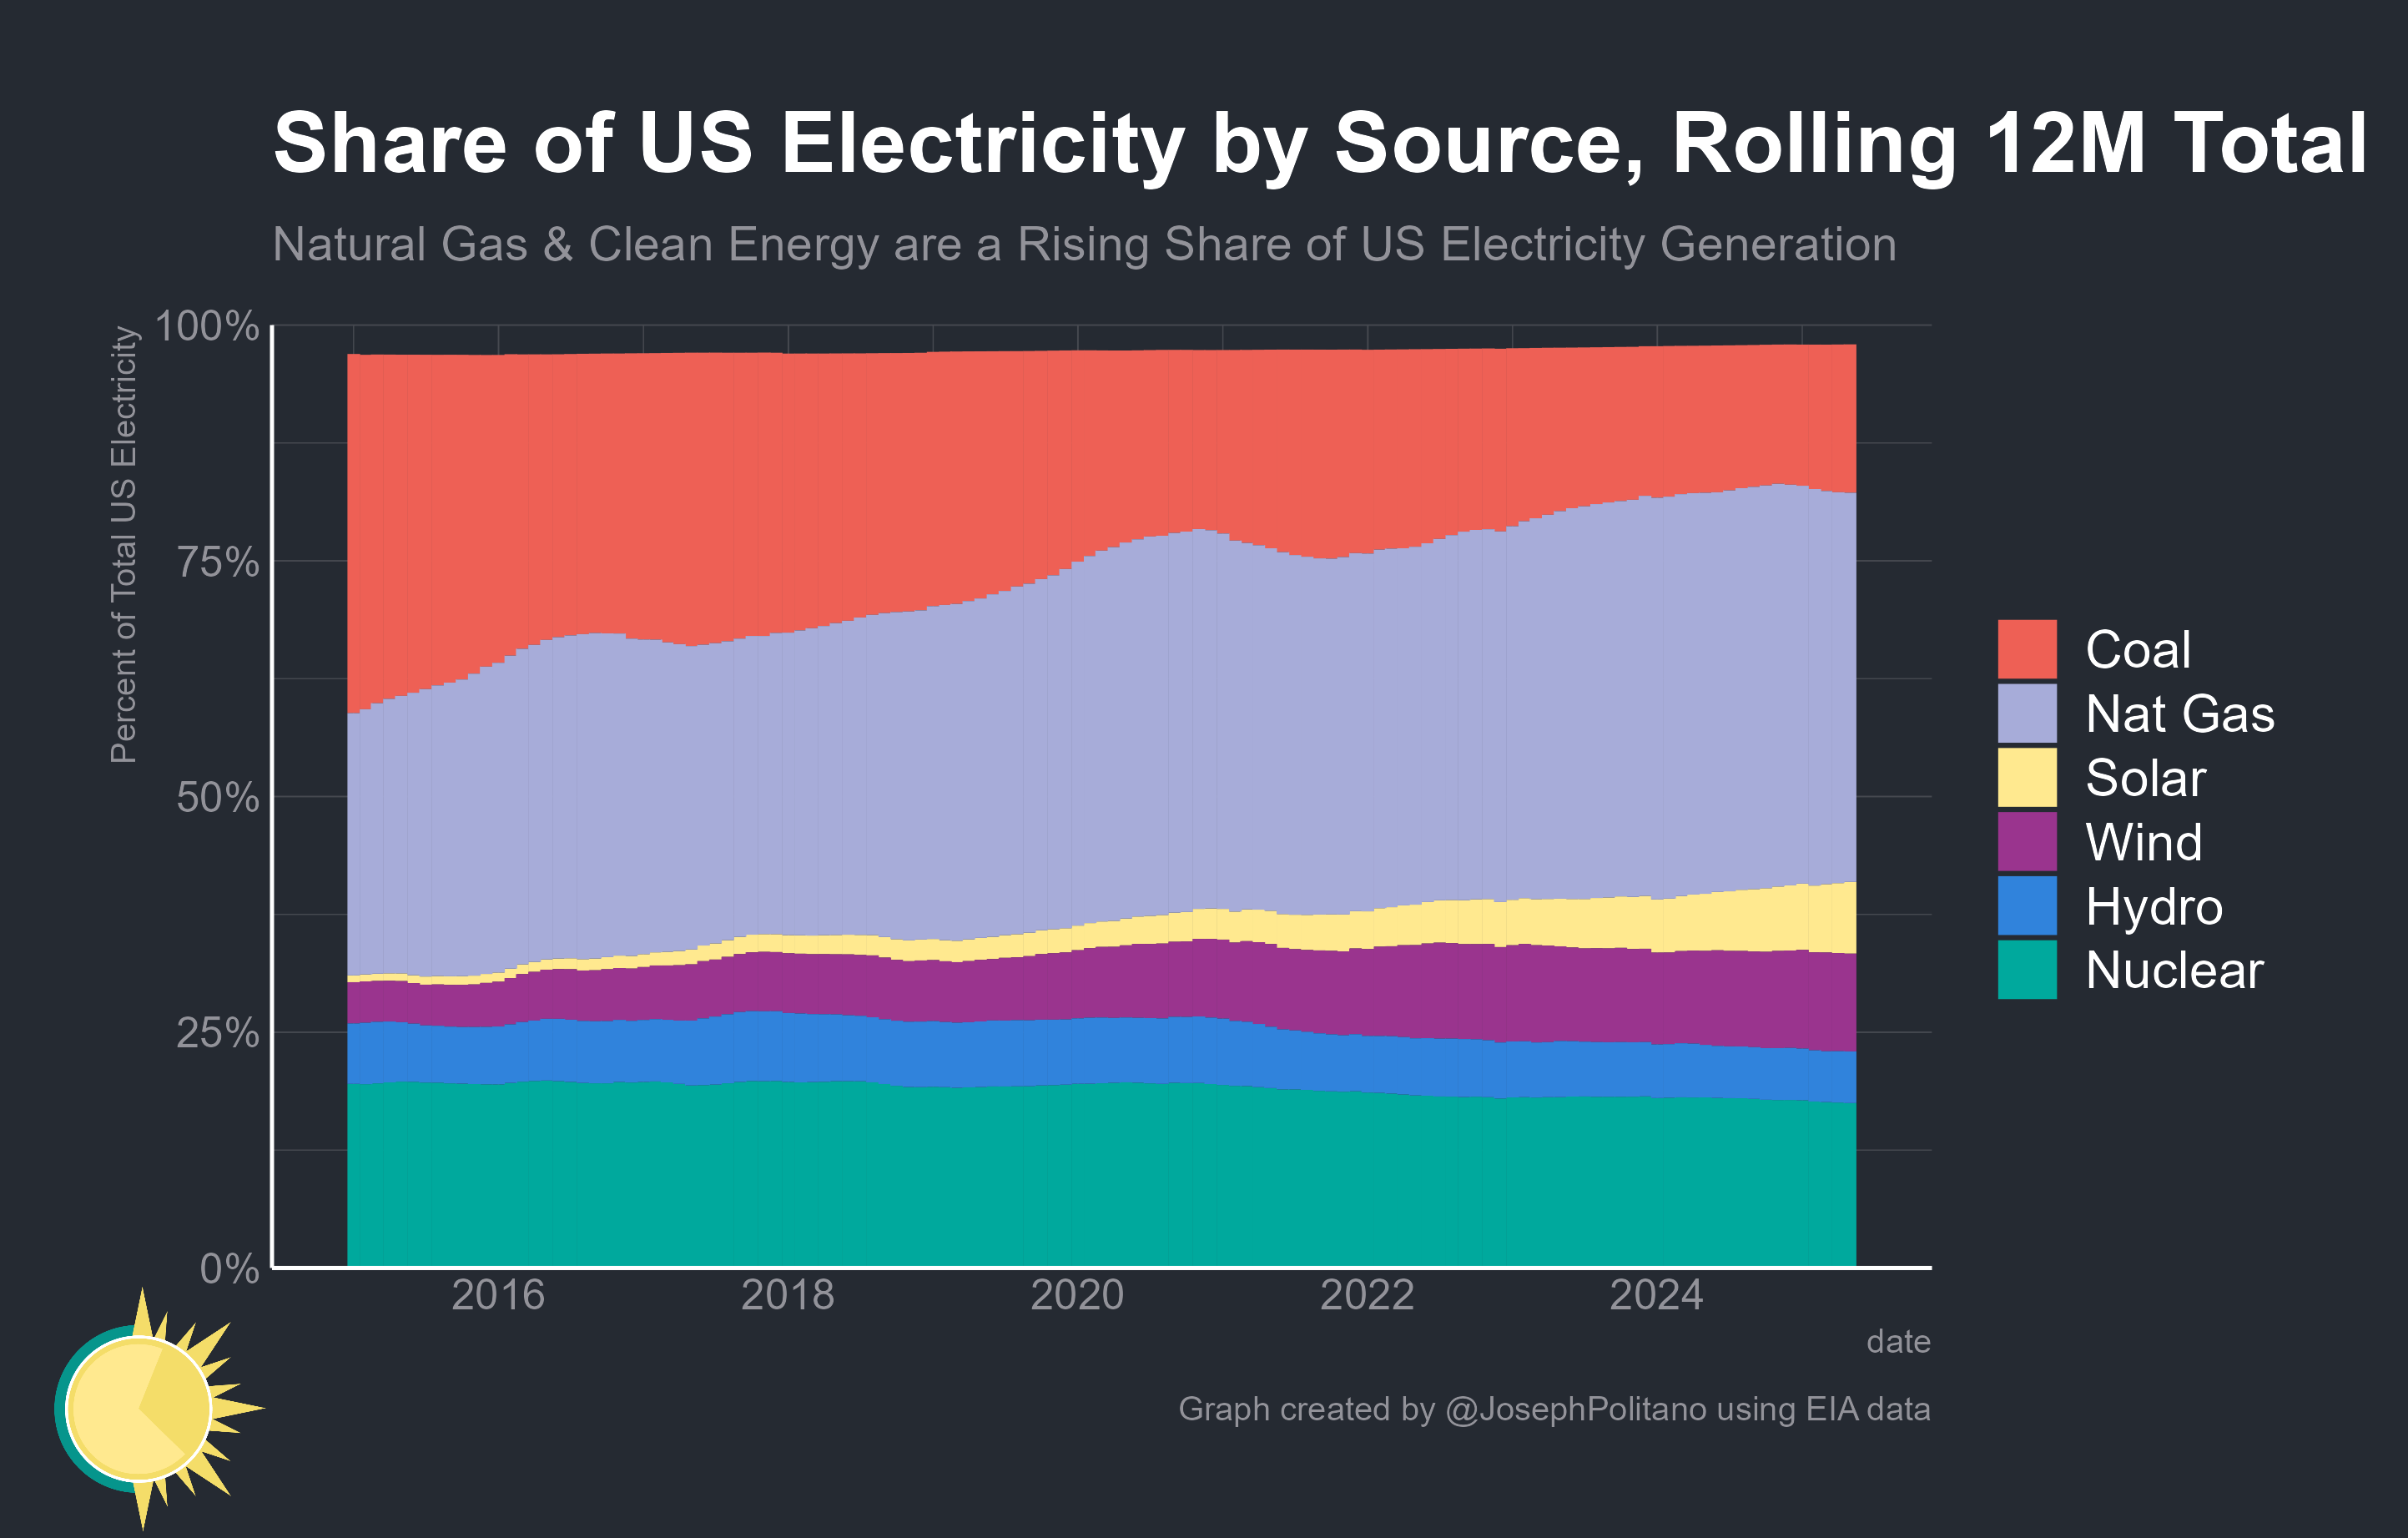 Share of US Electricity by Source, Rolling 12M Total
Natural Gas & Clean Energy are a Rising Share of US Electricity Generation
Percent of Total US Electricity
100%
75%
50%
25%
0%
2016
2018
2020
2022
2024
date
Coal
Nat Gas
Solar
Wind
Hydro
Nuclear
Graph created by @JosephPolitano using EIA data